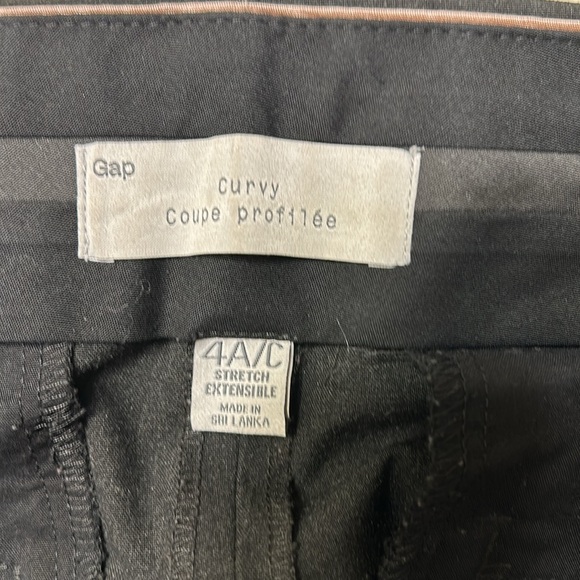 Gap
Curvy
Coupe profilée
4A/C
STRETCH
EXTENSIBLE
MADE IN
SRI LANKA